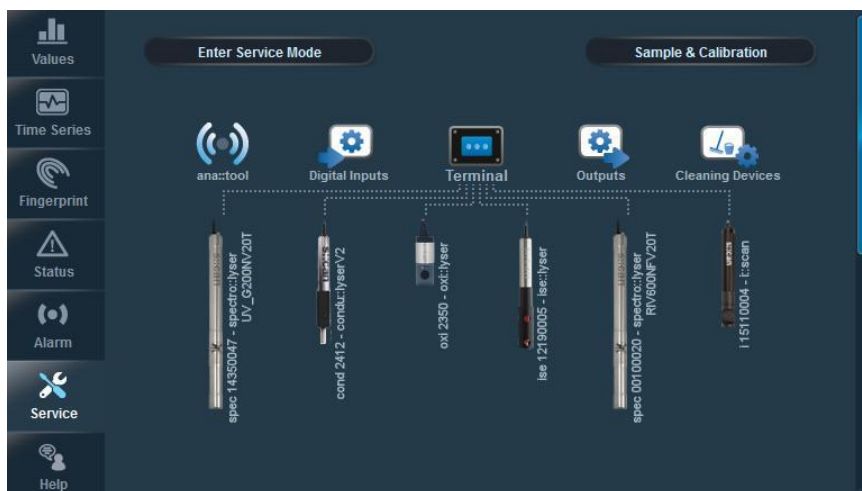 Values
Time Series
Fingerprint
Status
Alarm
Service
Help
Enter Service Mode
Sample & Calibration
ana::tool
Digital Inputs
Terminal
Outputs
Cleaning Devices
spec 14350047 - spectro::lyser
UV_G200NV20T
cond 2412 - condu::lyserV2
oxi 2350 - oxi::lyser
ise 12190005 - ise::lyser
spec 00100020 - spectro::lyser
RIV600NFV20T
i 15110004 - i::scan